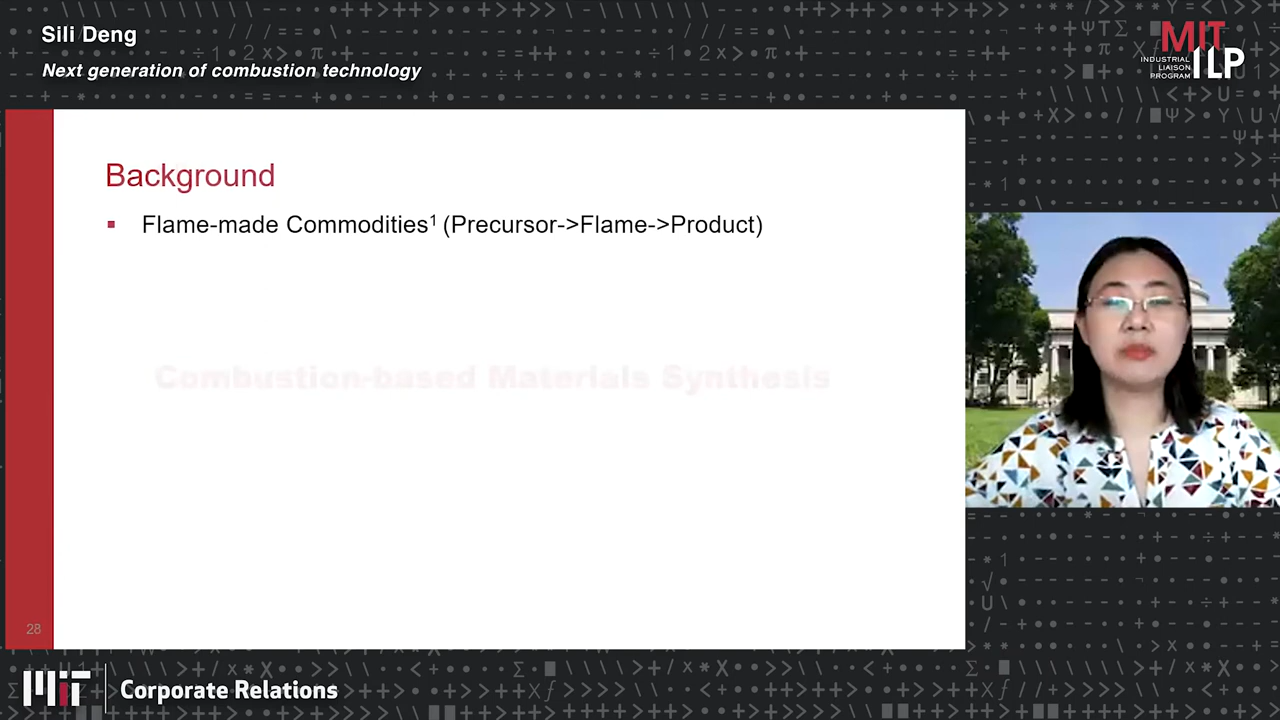 Sili Deng
Next generation of combustion technology
MIT
INDUSTRIAL
LIAISON
PROGRAM
ILP
Background
▪ Flame-made Commodities¹ (Precursor->Flame->Product)
Combustion-based Materials Synthesis
28
MIT Corporate Relations